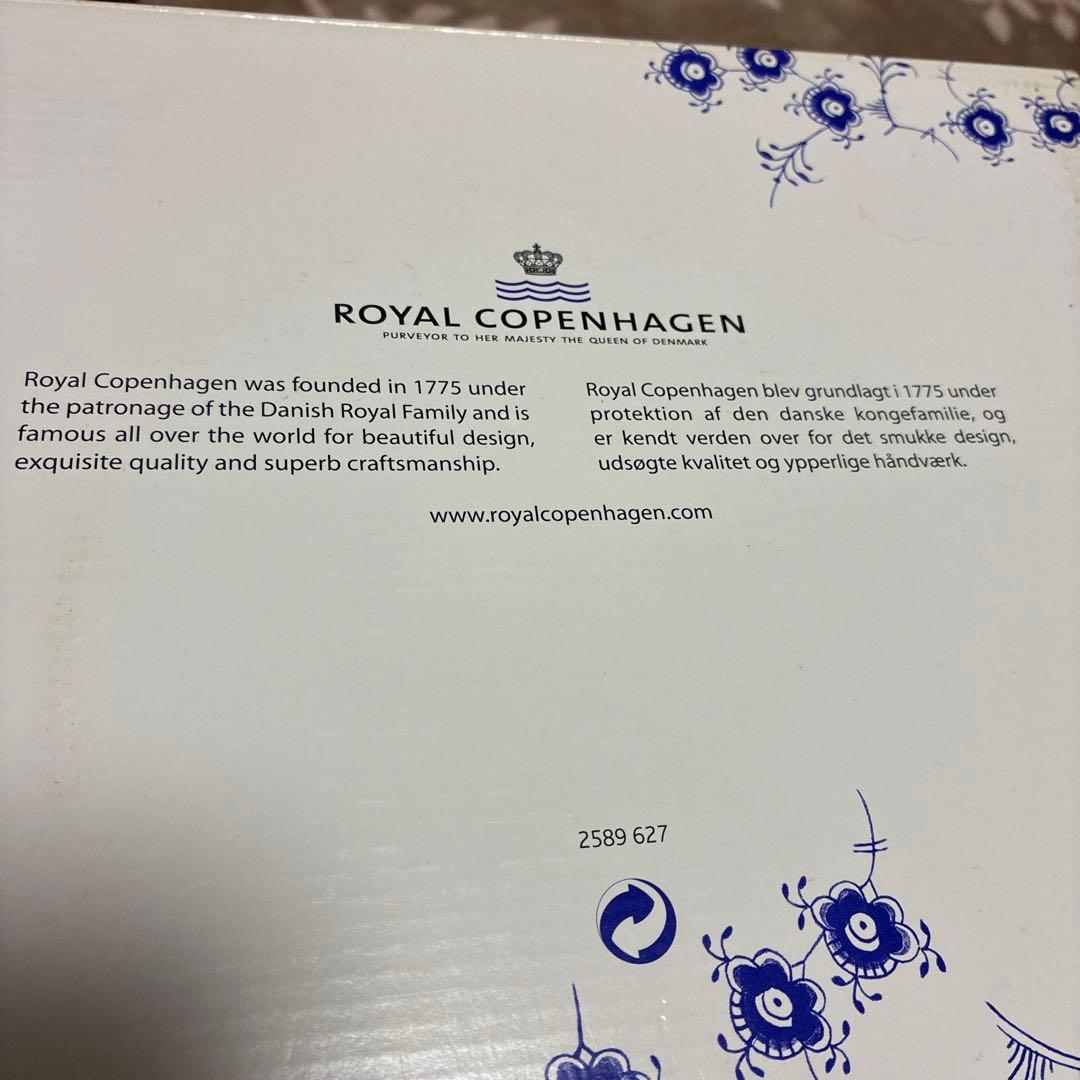 ROYAL COPENHAGEN
PURVEYOR TO HER MAJESTY THE QUEEN OF DENMARK
Royal Copenhagen was founded in 1775 under
the patronage of the Danish Royal Family and is
famous all over the world for beautiful design,
exquisite quality and superb craftsmanship.
Royal Copenhagen blev grundlagt i 1775 under
protektion af den danske kongefamilie, og
er kendt verden over for det smukke design,
udsøgte kvalitet og ypperlige håndværk.
www.royalcopenhagen.com
2589 627